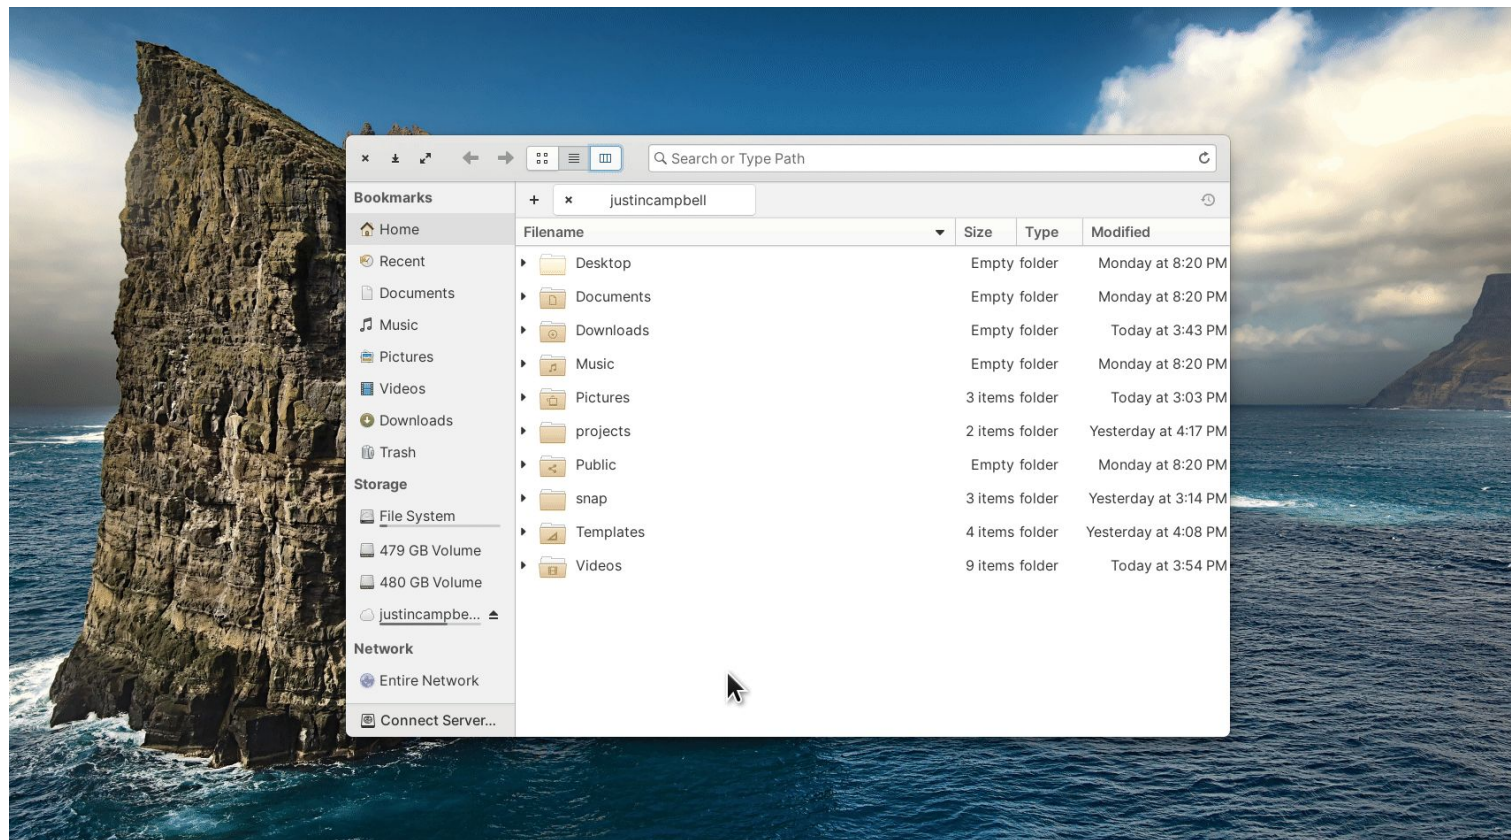 Search or Type Path
Bookmarks
Home
Recent
Documents
Music
Pictures
Videos
Downloads
Trash
Storage
File System
479 GB Volume
480 GB Volume
justincampbe...
Network
Entire Network
Connect Server...
justincampbell
Filename Size Type Modified
Desktop Empty folder Monday at 8:20 PM
Documents Empty folder Monday at 8:20 PM
Downloads Empty folder Today at 3:43 PM
Music Empty folder Monday at 8:20 PM
Pictures 3 items folder Today at 3:03 PM
projects 2 items folder Yesterday at 4:17 PM
Public Empty folder Monday at 8:20 PM
snap 3 items folder Yesterday at 3:14 PM
Templates 4 items folder Yesterday at 4:08 PM
Videos 9 items folder Today at 3:54 PM